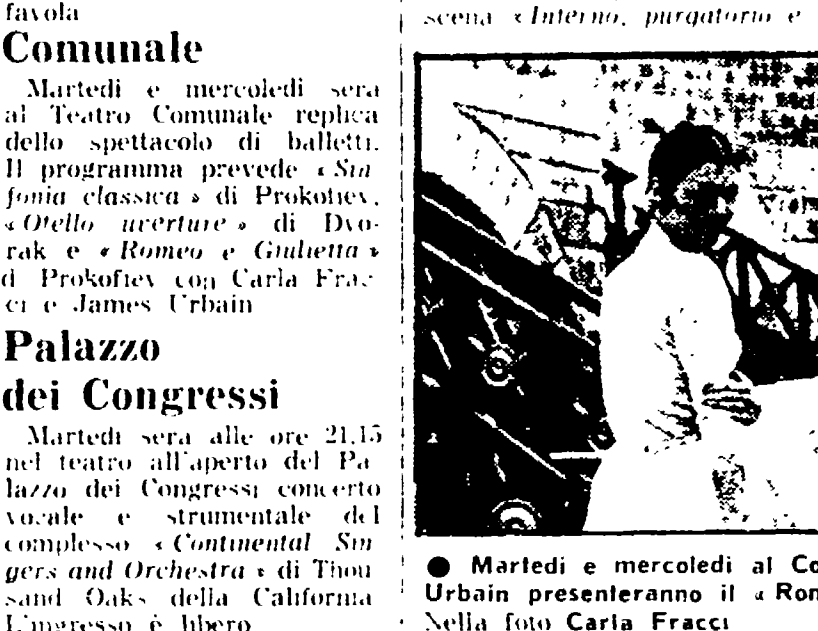 favola
Comunale
Martedì e mercoledì sera
al Teatro Comunale replica
dello spettacolo di balletti.
Il programma prevede «Sin
fonia classica» di Prokofiev,
«Otello uverture» di Dvo-
rak e «Romeo e Giulietta»
d Prokofiev con Carla Frac-
ci e James Urbain
Palazzo
dei Congressi
Martedì sera alle ore 21,15
nel teatro all'aperto del Pa
lazzo dei Congressi concerto
vocale e strumentale del
complesso «Continental Sin
gers and Orchestra» di Thou
sand Oaks della California
L'ingresso è libero
scena «Interno, purgatorio e
● Martedì e mercoledì al Co
Urbain presenteranno il «Rom
Nella foto Carla Fracci